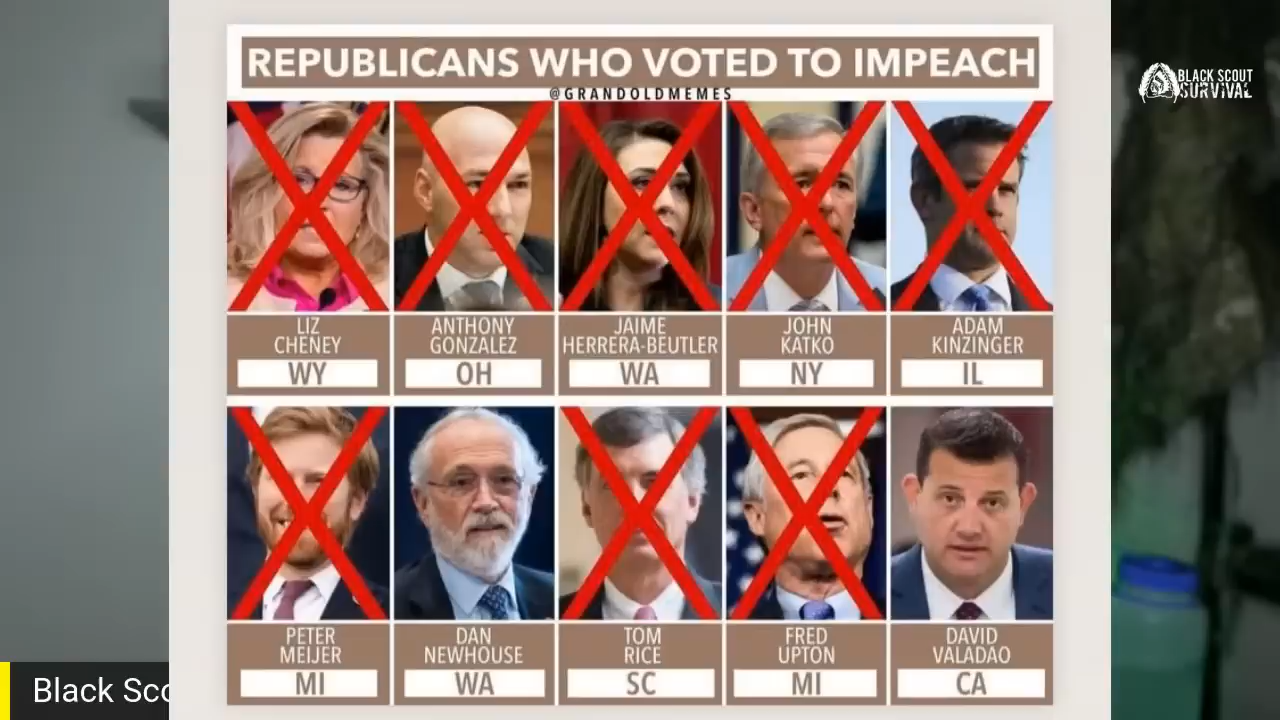 REPUBLICANS WHO VOTED TO IMPEACH
@GRANDOLDMEMES
BLACK SCOUT
SURVIVAL
LIZ
CHENEY
WY
ANTHONY
GONZALEZ
OH
JAIME
HERRERA-BEUTLER
WA
JOHN
KATKO
NY
ADAM
KINZINGER
IL
PETER
MEIJER
MI
DAN
NEWHOUSE
WA
TOM
RICE
SC
FRED
UPTON
MI
DAVID
VALADAO
CA
Black Sco